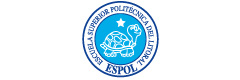 ESCUELA SUPERIOR POLITÉCNICA DEL LITORAL
ESPOL